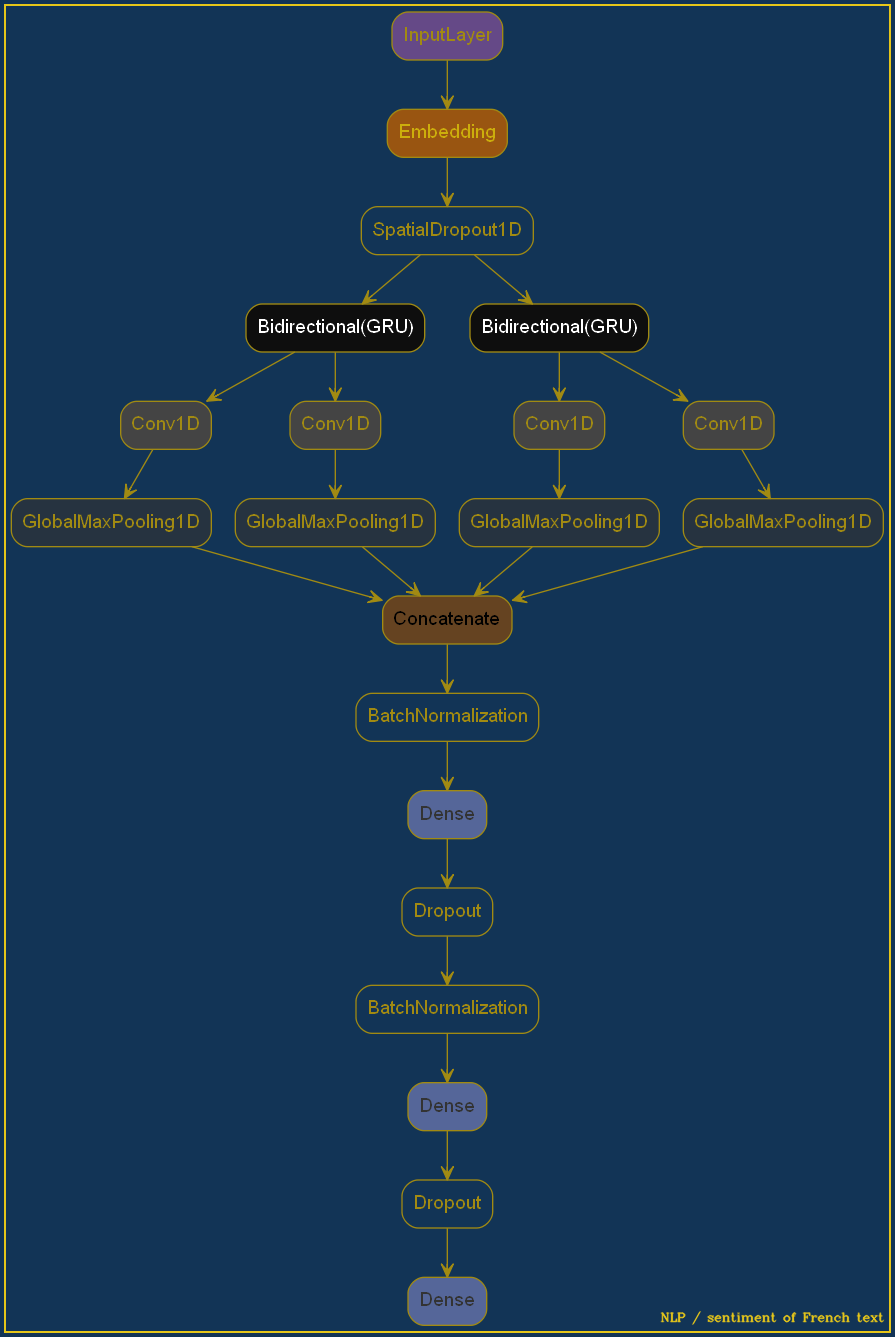 InputLayer
Embedding
SpatialDropout1D
Bidirectional(GRU) Bidirectional(GRU)
Conv1D Conv1D Conv1D Conv1D
GlobalMaxPooling1D GlobalMaxPooling1D GlobalMaxPooling1D GlobalMaxPooling1D
Concatenate
BatchNormalization
Dense
Dropout
BatchNormalization
Dense
Dropout
Dense
NLP / sentiment of French text